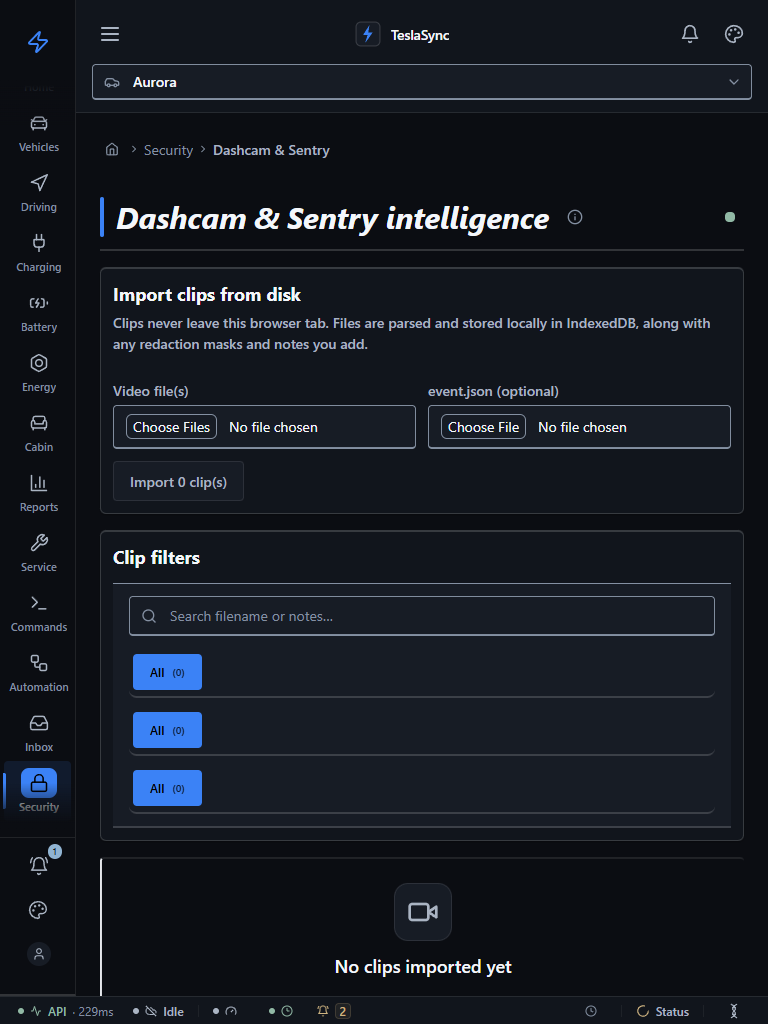 TeslaSync
Aurora
Vehicles
Driving
Charging
Battery
Energy
Cabin
Reports
Service
Commands
Automation
Inbox
Security
1
Security
Dashcam & Sentry
Dashcam & Sentry intelligence
Import clips from disk
Clips never leave this browser tab. Files are parsed and stored locally in IndexedDB, along with
any redaction masks and notes you add.
Video file(s)
event.json (optional)
Choose Files No file chosen
Choose File No file chosen
Import 0 clip(s)
Clip filters
Search filename or notes...
All (0)
All (0)
All (0)
No clips imported yet
API · 229ms
Idle
2
Status